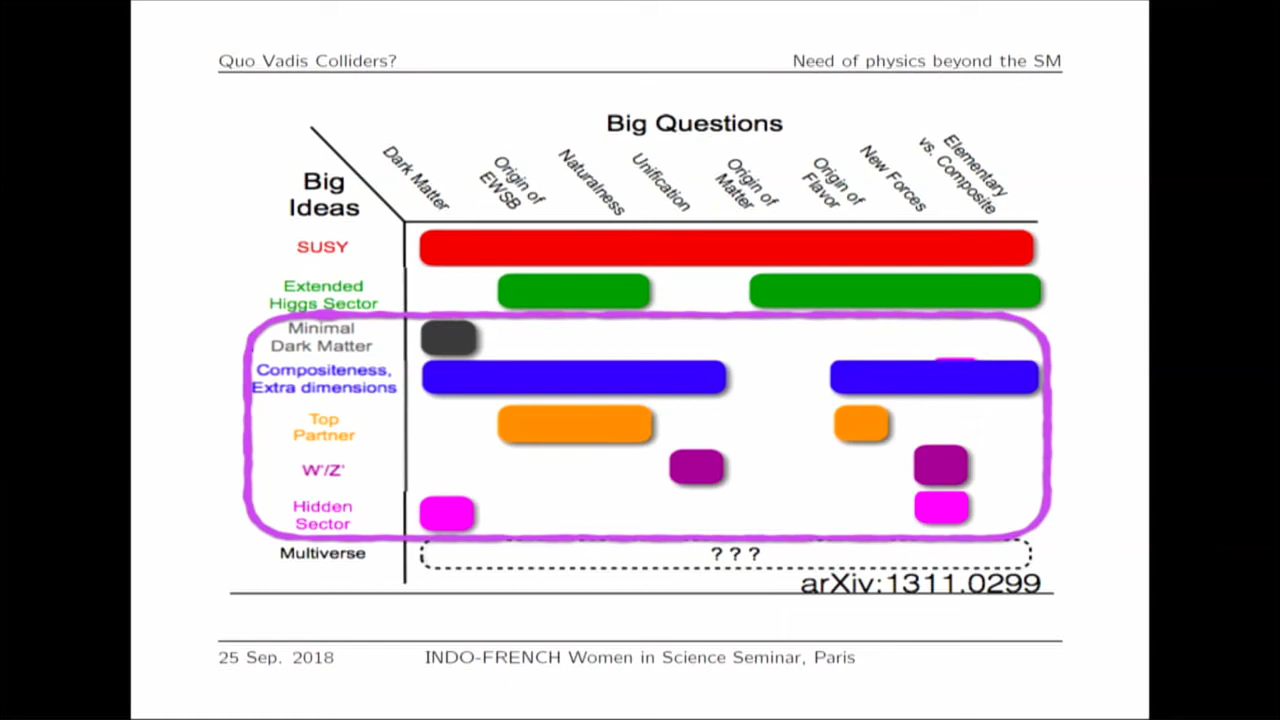 Quo Vadis Colliders?
Need of physics beyond the SM
Big Questions
Big
Ideas
Dark Matter
Origin of
EWSB
Naturalness
Unification
Origin of
Matter
Origin of
Flavor
New Forces
Elementary
vs. Composite
SUSY
Extended
Higgs Sector
Minimal
Dark Matter
Compositeness,
Extra dimensions
Top
Partner
W'/Z'
Hidden
Sector
Multiverse
? ? ?
arXiv:1311.0299
25 Sep. 2018
INDO-FRENCH Women in Science Seminar, Paris